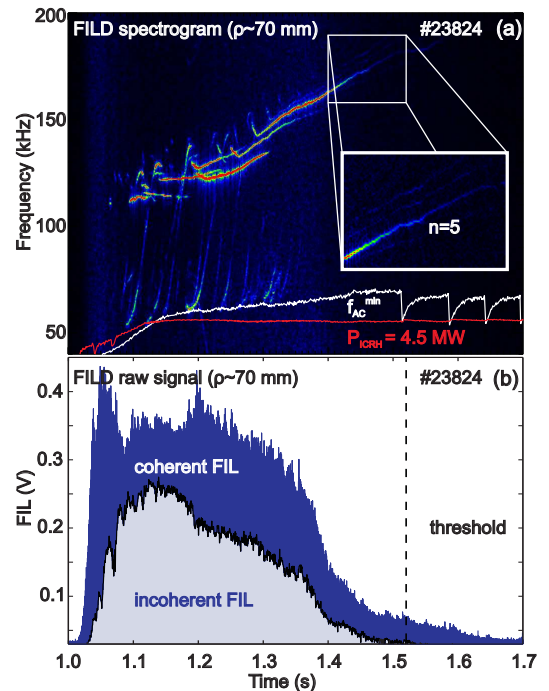 FILD spectrogram (ρ~70 mm) #23824 (a)
200
150
100
50
Frequency (kHz)
n=5
f_AC^min
P_ICRH = 4.5 MW
FILD raw signal (ρ~70 mm) #23824 (b)
0.4
0.3
0.2
0.1
FIL (V)
coherent FIL
threshold
incoherent FIL
1.0 1.1 1.2 1.3 1.4 1.5 1.6 1.7
Time (s)